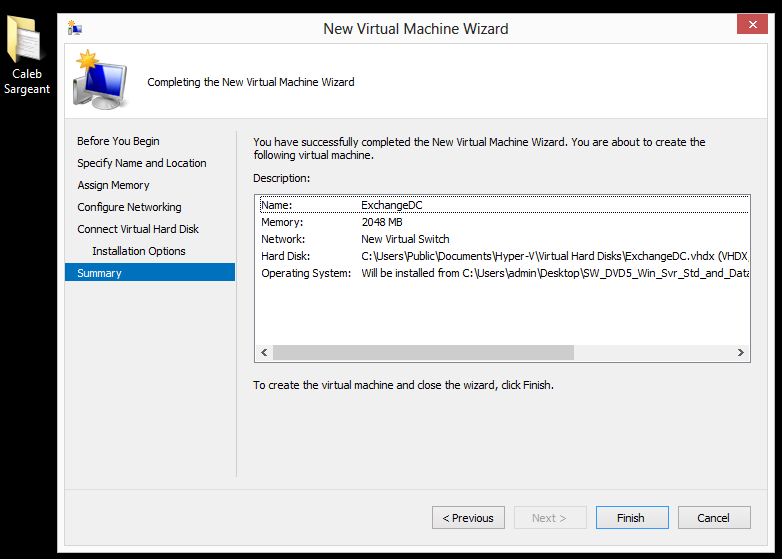 Caleb
Sargeant
New Virtual Machine Wizard
Completing the New Virtual Machine Wizard
Before You Begin
Specify Name and Location
Assign Memory
Configure Networking
Connect Virtual Hard Disk
Installation Options
Summary
You have successfully completed the New Virtual Machine Wizard. You are about to create the
following virtual machine.
Description:
Name: ExchangeDC
Memory: 2048 MB
Network: New Virtual Switch
Hard Disk: C:\Users\Public\Documents\Hyper-V\Virtual Hard Disks\ExchangeDC.vhdx (VHDX,
Operating System: Will be installed from C:\Users\admin\Desktop\SW_DVD5_Win_Svr_Std_and_Data
To create the virtual machine and close the wizard, click Finish.
< Previous
Next >
Finish
Cancel